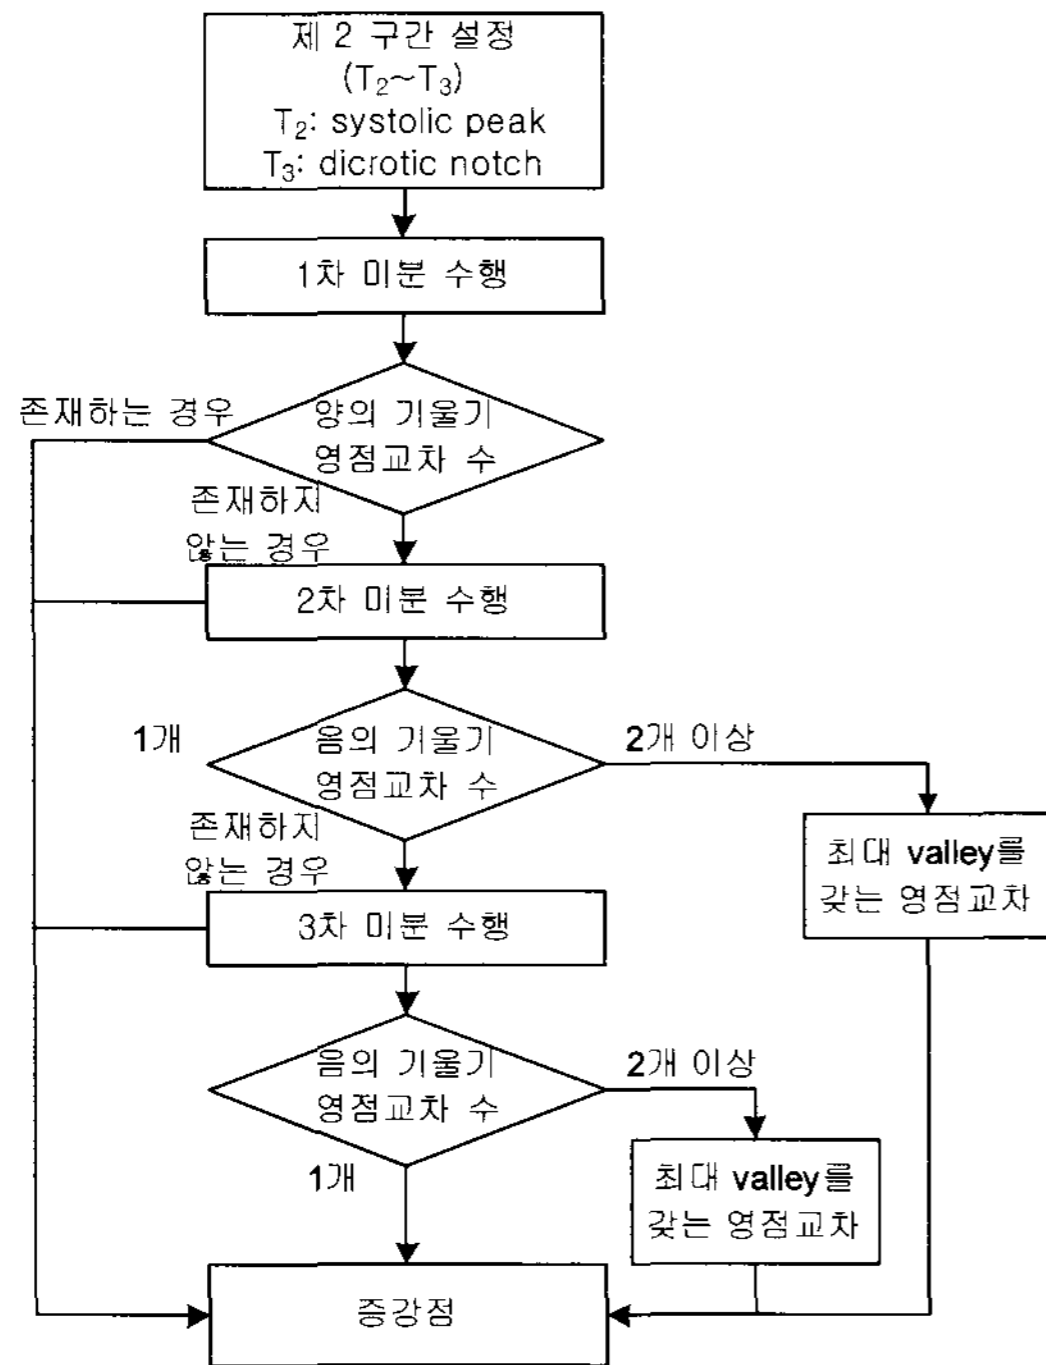 제 2 구간 설정
(T₂~T₃)
T₂: systolic peak
T₃: dicrotic notch
1차 미분 수행
존재하는 경우
양의 기울기
영점교차 수
존재하지
않는 경우
2차 미분 수행
1개
음의 기울기
영점교차 수
2개 이상
존재하지
않는 경우
최대 valley를
갖는 영점교차
3차 미분 수행
음의 기울기
영점교차 수
2개 이상
1개
최대 valley를
갖는 영점교차
증강점